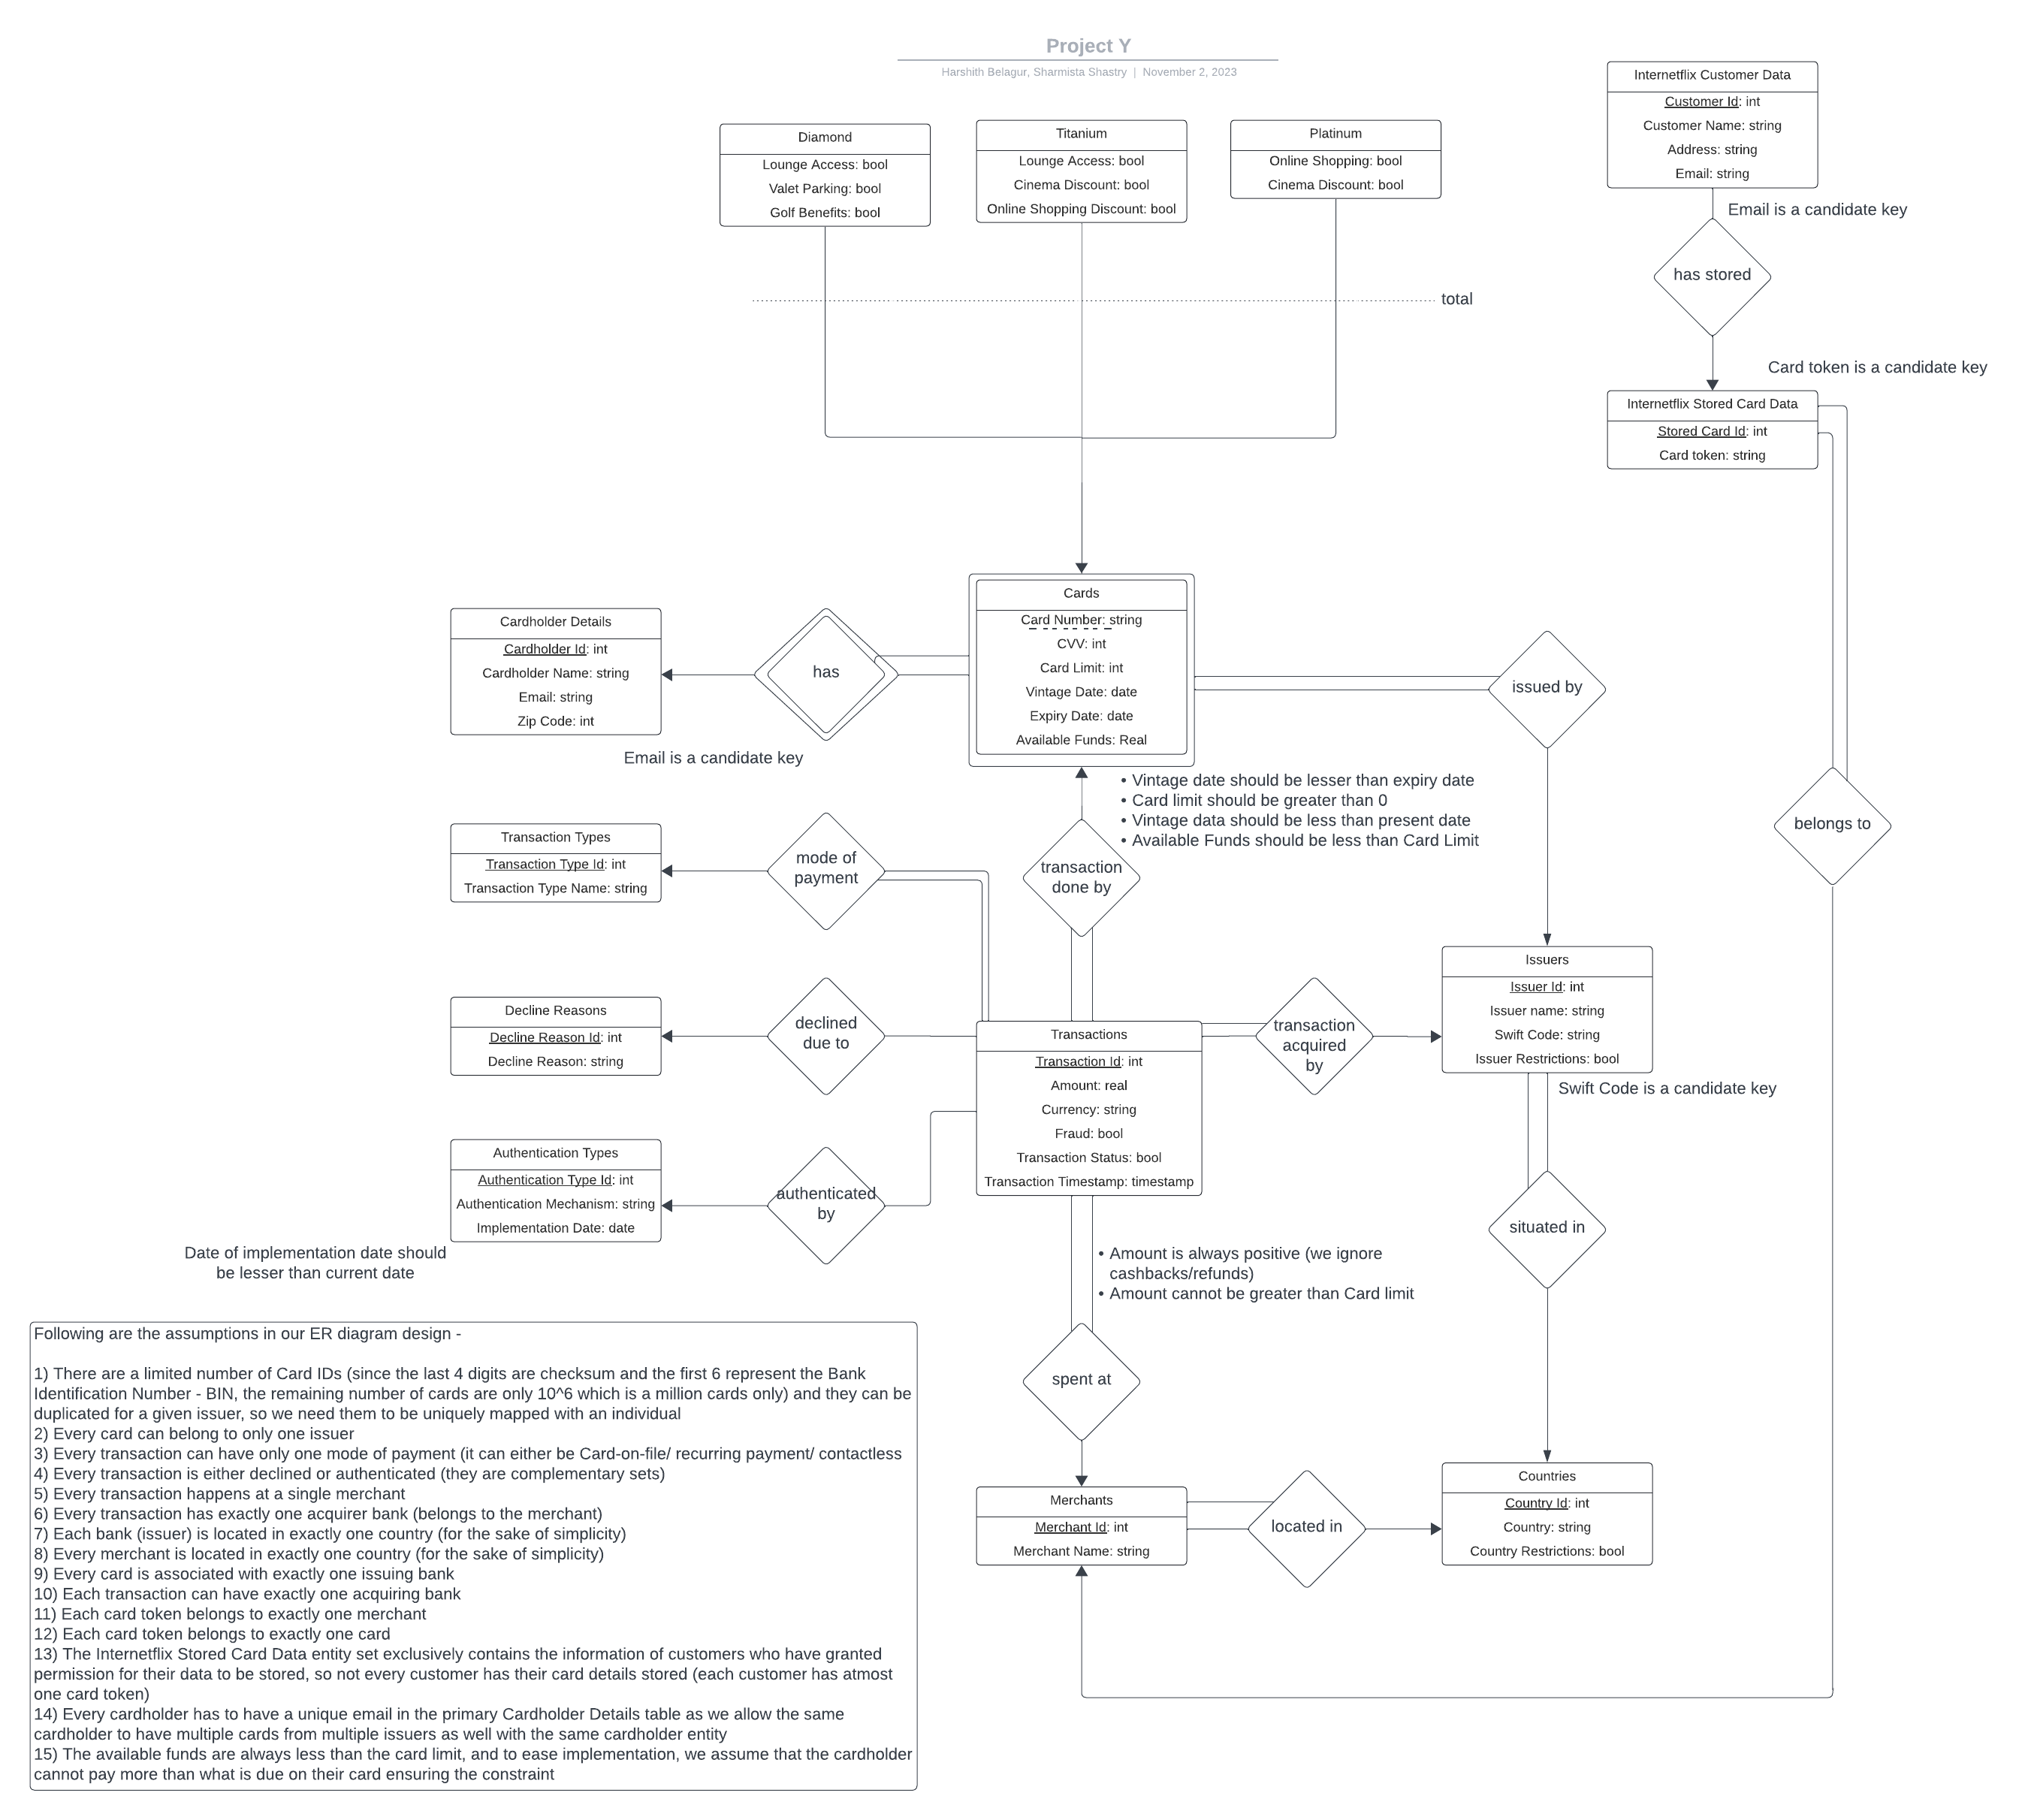 Project Y
Harshith Belagur, Sharmista Shastry | November 2, 2023
Diamond
Lounge Access: bool
Valet Parking: bool
Golf Benefits: bool
Titanium
Lounge Access: bool
Cinema Discount: bool
Online Shopping Discount: bool
Platinum
Online Shopping: bool
Cinema Discount: bool
Internetflix Customer Data
Customer Id: int
Customer Name: string
Address: string
Email: string
Email is a candidate key
has stored
total
Card token is a candidate key
Internetflix Stored Card Data
Stored Card Id: int
Card token: string
Cardholder Details
Cardholder Id: int
Cardholder Name: string
Email: string
Zip Code: int
Email is a candidate key
has
Cards
Card Number: string
CVV: int
Card Limit: int
Vintage Date: date
Expiry Date: date
Available Funds: Real
issued by
• Vintage date should be lesser than expiry date
• Card limit should be greater than 0
• Vintage data should be less than present date
• Available Funds should be less than Card Limit
belongs to
Transaction Types
Transaction Type Id: int
Transaction Type Name: string
mode of
payment
transaction
done by
Decline Reasons
Decline Reason Id: int
Decline Reason: string
declined
due to
Transactions
Transaction Id: int
Amount: real
Currency: string
Fraud: bool
Transaction Status: bool
Transaction Timestamp: timestamp
transaction
acquired
by
Issuers
Issuer Id: int
Issuer name: string
Swift Code: string
Issuer Restrictions: bool
Swift Code is a candidate key
Authentication Types
Authentication Type Id: int
Authentication Mechanism: string
Implementation Date: date
authenticated
by
Date of implementation date should
be lesser than current date
• Amount is always positive (we ignore
cashbacks/refunds)
• Amount cannot be greater than Card limit
situated in
spent at
Merchants
Merchant Id: int
Merchant Name: string
located in
Countries
Country Id: int
Country: string
Country Restrictions: bool
Following are the assumptions in our ER diagram design -
1) There are a limited number of Card IDs (since the last 4 digits are checksum and the first 6 represent the Bank
Identification Number - BIN, the remaining number of cards are only 10^6 which is a million cards only) and they can be
duplicated for a given issuer, so we need them to be uniquely mapped with an individual
2) Every card can belong to only one issuer
3) Every transaction can have only one mode of payment (it can either be Card-on-file/ recurring payment/ contactless
4) Every transaction is either declined or authenticated (they are complementary sets)
5) Every transaction happens at a single merchant
6) Every transaction has exactly one acquirer bank (belongs to the merchant)
7) Each bank (issuer) is located in exactly one country (for the sake of simplicity)
8) Every merchant is located in exactly one country (for the sake of simplicity)
9) Every card is associated with exactly one issuing bank
10) Each transaction can have exactly one acquiring bank
11) Each card token belongs to exactly one merchant
12) Each card token belongs to exactly one card
13) The Internetflix Stored Card Data entity set exclusively contains the information of customers who have granted
permission for their data to be stored, so not every customer has their card details stored (each customer has atmost
one card token)
14) Every cardholder has to have a unique email in the primary Cardholder Details table as we allow the same
cardholder to have multiple cards from multiple issuers as well with the same cardholder entity
15) The available funds are always less than the card limit, and to ease implementation, we assume that the cardholder
cannot pay more than what is due on their card ensuring the constraint